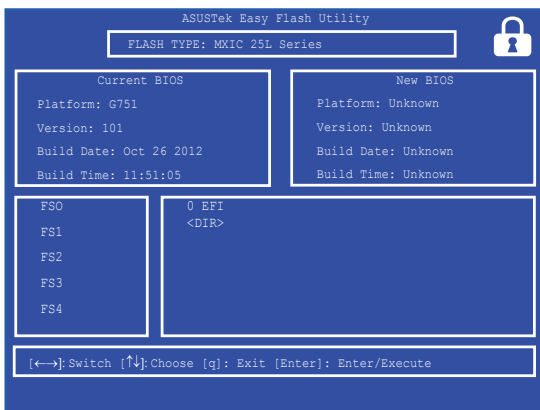 ASUSTek Easy Flash Utility
FLASH TYPE: MXIC 25L Series
Current BIOS
Platform: G751
Version: 101
Build Date: Oct 26 2012
Build Time: 11:51:05
New BIOS
Platform: Unknown
Version: Unknown
Build Date: Unknown
Build Time: Unknown
FSO
FS1
FS2
FS3
FS4
0 EFI
<DIR>
[←→]: Switch [↑↓]: Choose [q]: Exit [Enter]: Enter/Execute